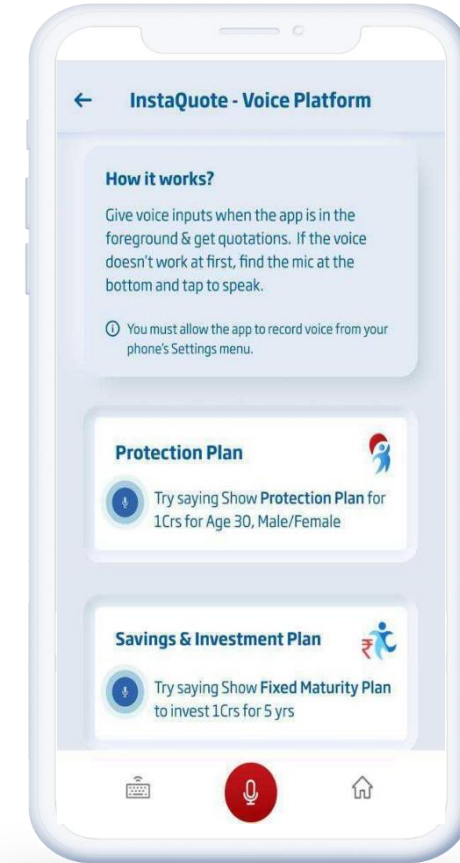 InstaQuote - Voice Platform
How it works?
Give voice inputs when the app is in the
foreground & get quotations. If the voice
doesn't work at first, find the mic at the
bottom and tap to speak.
You must allow the app to record voice from your
phone's Settings menu.
Protection Plan
Try saying Show Protection Plan for
1Crs for Age 30, Male/Female
Savings & Investment Plan
₹
Try saying Show Fixed Maturity Plan
to invest 1Crs for 5 yrs